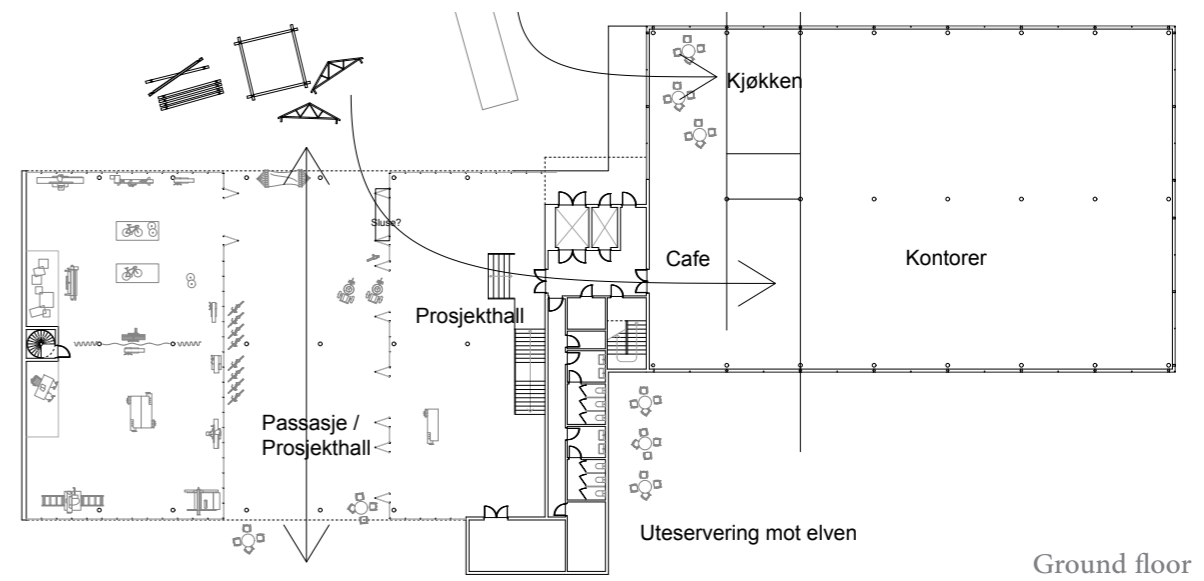 Kjøkken
Sluse?
Cafe
Kontorer
Prosjekthall
Passasje /
Prosjekthall
Uteservering mot elven
Ground floor